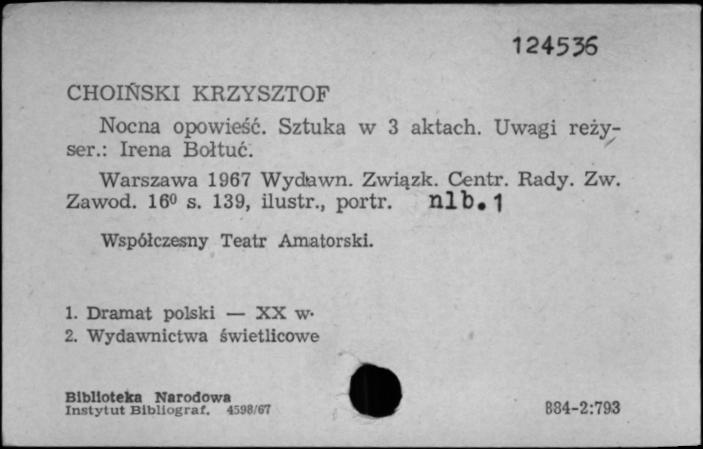 124536
CHOIŃSKI KRZYSZTOF
Nocna opowieść. Sztuka w 3 aktach. Uwagi reży-
ser.: Irena Bołtuć.
Warszawa 1967 Wydawn. Związk. Centr. Rady. Zw.
Zawod. 16⁰ s. 139, ilustr., portr. nlb. 1
Współczesny Teatr Amatorski.
1. Dramat polski — XX w.
2. Wydawnictwa świetlicowe
Biblioteka Narodowa
Instytut Bibliograf. 4598/67
884-2:793